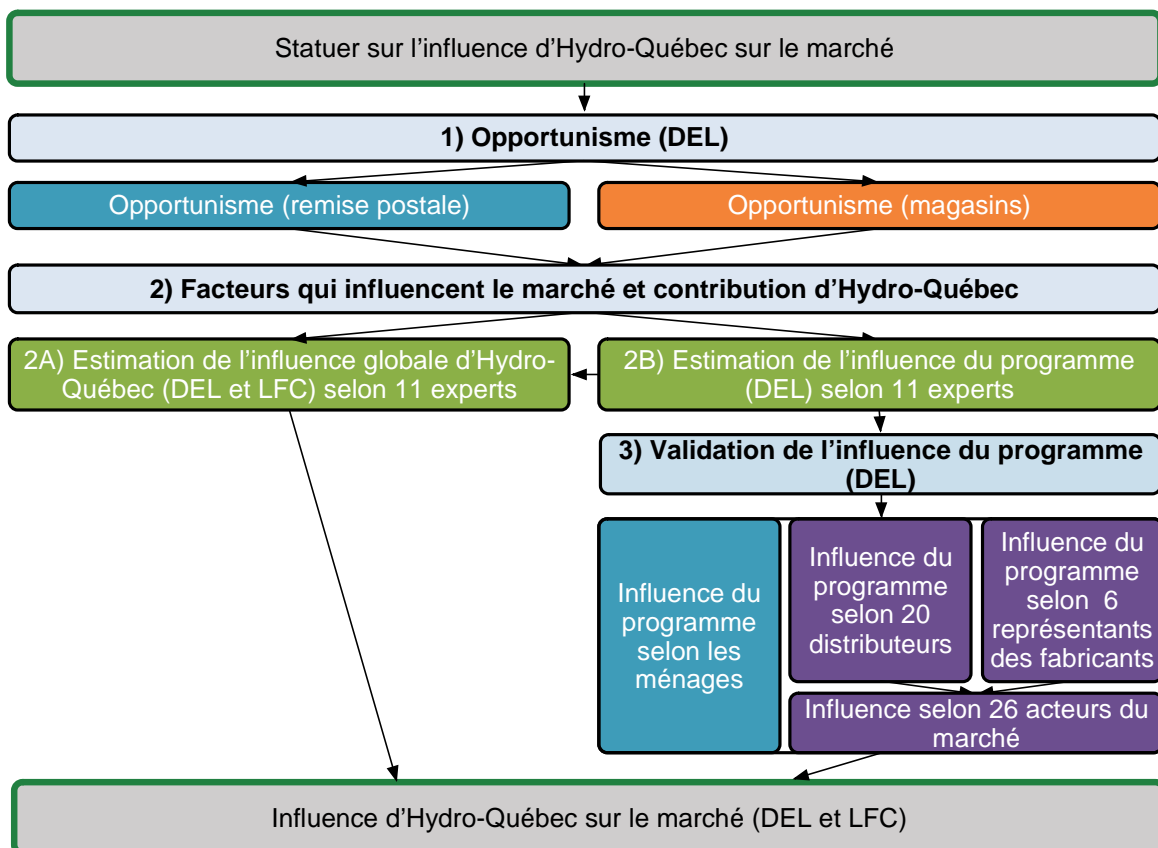 Statuer sur l’influence d’Hydro-Québec sur le marché
1) Opportunisme (DEL)
Opportunisme (remise postale)
Opportunisme (magasins)
2) Facteurs qui influencent le marché et contribution d’Hydro-Québec
2A) Estimation de l’influence globale d’Hydro-
Québec (DEL et LFC) selon 11 experts
2B) Estimation de l’influence du programme
(DEL) selon 11 experts
3) Validation de l’influence du programme
(DEL)
Influence du
programme
selon les
ménages
Influence du
programme
selon 20
distributeurs
Influence du
programme
selon  6
représentants
des fabricants
Influence selon 26 acteurs du
marché
Influence d’Hydro-Québec sur le marché (DEL et LFC)